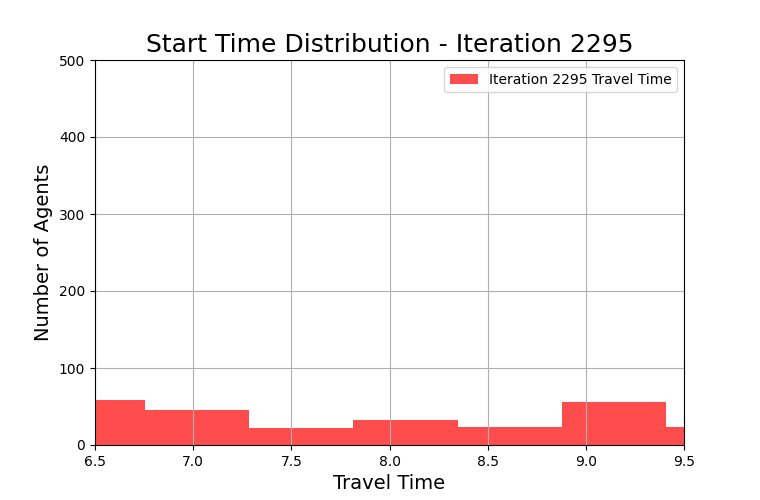 Start Time Distribution - Iteration 2295
Iteration 2295 Travel Time
Number of Agents
500
400
300
200
100
0
6.5 7.0 7.5 8.0 8.5 9.0 9.5
Travel Time